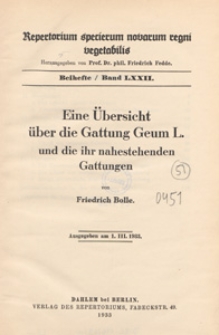 Repertorium specierum novarum regni
vegetabilis
Herausgegeben von Prof. Dr. phil. Friedrich Fedde.
Beihefte / Band LXXII.
Eine Übersicht
über die Gattung Geum L.
und die ihr nahestehenden
Gattungen
von
Friedrich Bolle.
Ausgegeben am 1. III. 1933.
DAHLEM bei BERLIN.
VERLAG DES REPERTORIUMS, FABECKSTR. 49.
1933
51
0451